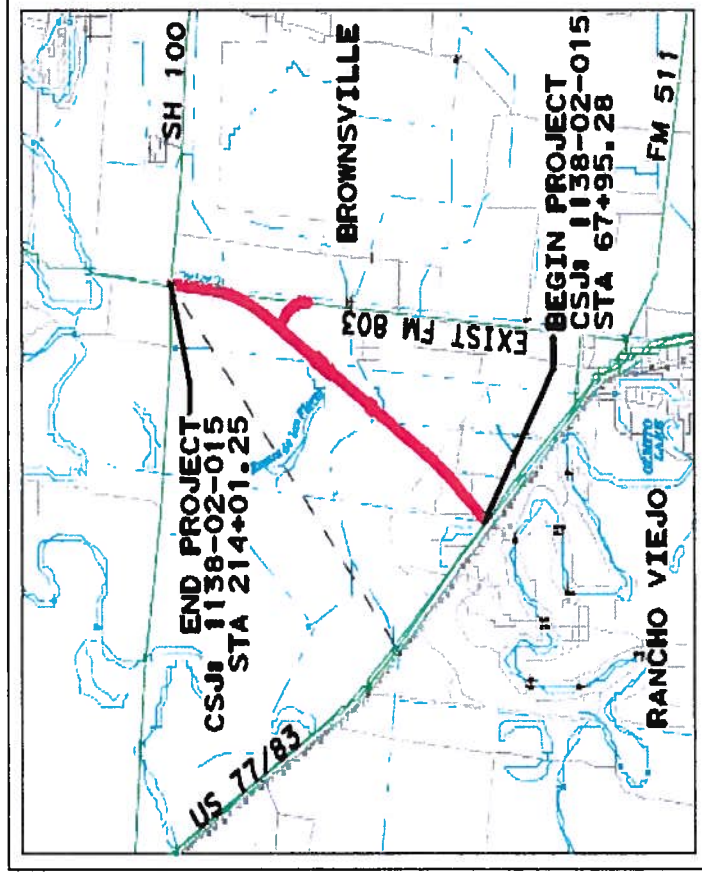 SH 100
BROWNSVILLE
END PROJECT
CSJ: 1138-02-015
STA 214+01.25
EXIST FM 803
BEGIN PROJECT
CSJ: 1138-02-015
STA 67+95.28
FM 511
US 77/83
RANCHO VIEJO